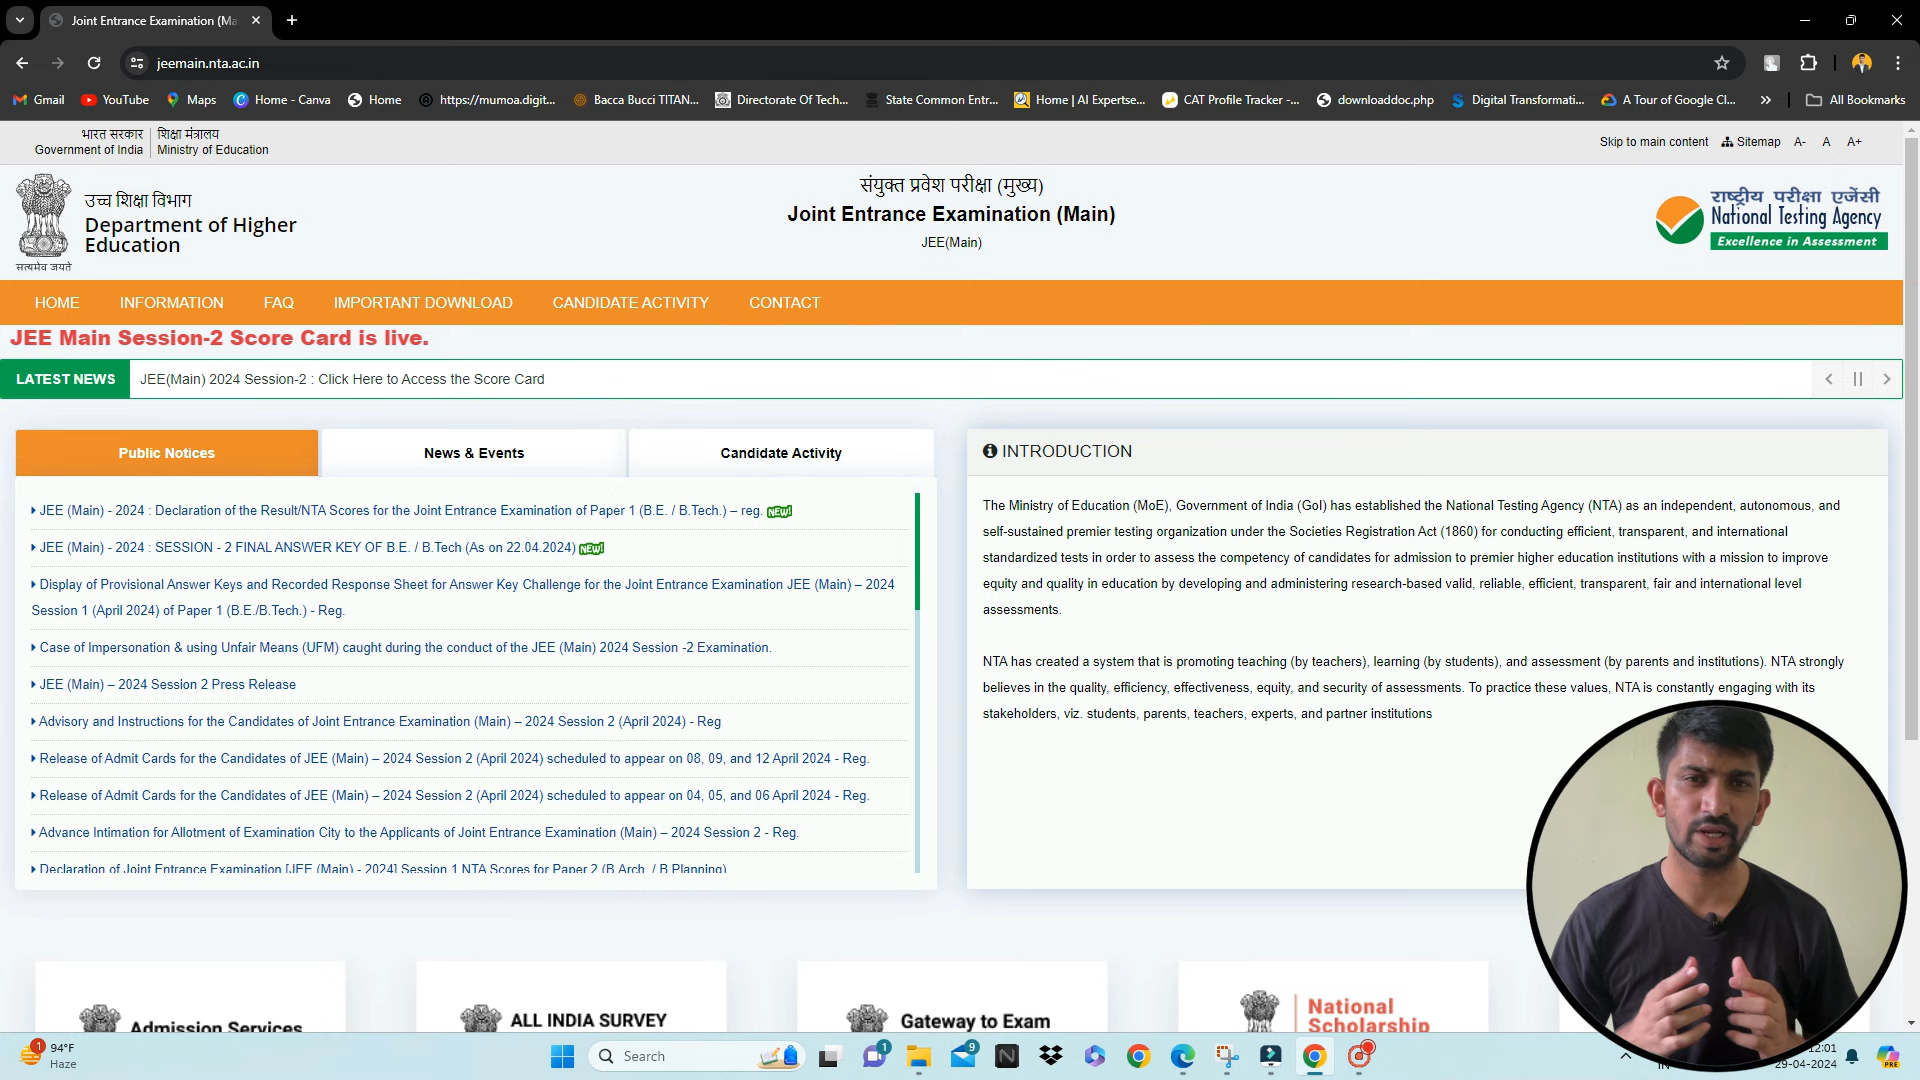 Joint Entrance Examination (Ma
jeemain.nta.ac.in
Gmail
YouTube
Maps
Home - Canva
Home
https://mumoa.digit...
Bacca Bucci TITAN...
Directorate Of Tech...
State Common Entr...
Home | AI Expertse...
CAT Profile Tracker -...
downloaddoc.php
Digital Transformati...
A Tour of Google Cl...
All Bookmarks
भारत सरकार
Government of India
शिक्षा मंत्रालय
Ministry of Education
Skip to main content
Sitemap
A-
A
A+
उच्च शिक्षा विभाग
Department of Higher
Education
सत्यमेव जयते
संयुक्त प्रवेश परीक्षा (मुख्य)
Joint Entrance Examination (Main)
JEE(Main)
राष्ट्रीय परीक्षा एजेंसी
National Testing Agency
Excellence in Assessment
HOME
INFORMATION
FAQ
IMPORTANT DOWNLOAD
CANDIDATE ACTIVITY
CONTACT
JEE Main Session-2 Score Card is live.
LATEST NEWS
JEE(Main) 2024 Session-2 : Click Here to Access the Score Card
Public Notices
News & Events
Candidate Activity
JEE (Main) - 2024 : Declaration of the Result/NTA Scores for the Joint Entrance Examination of Paper 1 (B.E. / B.Tech.) – reg. NEW!
JEE (Main) - 2024 : SESSION - 2 FINAL ANSWER KEY OF B.E. / B.Tech (As on 22.04.2024) NEW!
Display of Provisional Answer Keys and Recorded Response Sheet for Answer Key Challenge for the Joint Entrance Examination JEE (Main) – 2024
Session 1 (April 2024) of Paper 1 (B.E./B.Tech.) - Reg.
Case of Impersonation & using Unfair Means (UFM) caught during the conduct of the JEE (Main) 2024 Session -2 Examination.
JEE (Main) – 2024 Session 2 Press Release
Advisory and Instructions for the Candidates of Joint Entrance Examination (Main) – 2024 Session 2 (April 2024) - Reg
Release of Admit Cards for the Candidates of JEE (Main) – 2024 Session 2 (April 2024) scheduled to appear on 08, 09, and 12 April 2024 - Reg.
Release of Admit Cards for the Candidates of JEE (Main) – 2024 Session 2 (April 2024) scheduled to appear on 04, 05, and 06 April 2024 - Reg.
Advance Intimation for Allotment of Examination City to the Applicants of Joint Entrance Examination (Main) – 2024 Session 2 - Reg.
Declaration of Joint Entrance Examination [JEE (Main) - 2024] Session 1 NTA Scores for Paper 2 (B.Arch. / B.Planning)
INTRODUCTION
The Ministry of Education (MoE), Government of India (GoI) has established the National Testing Agency (NTA) as an independent, autonomous, and
self-sustained premier testing organization under the Societies Registration Act (1860) for conducting efficient, transparent, and international
standardized tests in order to assess the competency of candidates for admission to premier higher education institutions with a mission to improve
equity and quality in education by developing and administering research-based valid, reliable, efficient, transparent, fair and international level
assessments.
NTA has created a system that is promoting teaching (by teachers), learning (by students), and assessment (by parents and institutions). NTA strongly
believes in the quality, efficiency, effectiveness, equity, and security of assessments. To practice these values, NTA is constantly engaging with its
stakeholders, viz. students, parents, teachers, experts, and partner institutions
Admission Services
ALL INDIA SURVEY
Gateway to Exam
National
Scholarship
1
94°F
Haze
Search
1
9
12:01
29-04-2024
PRE